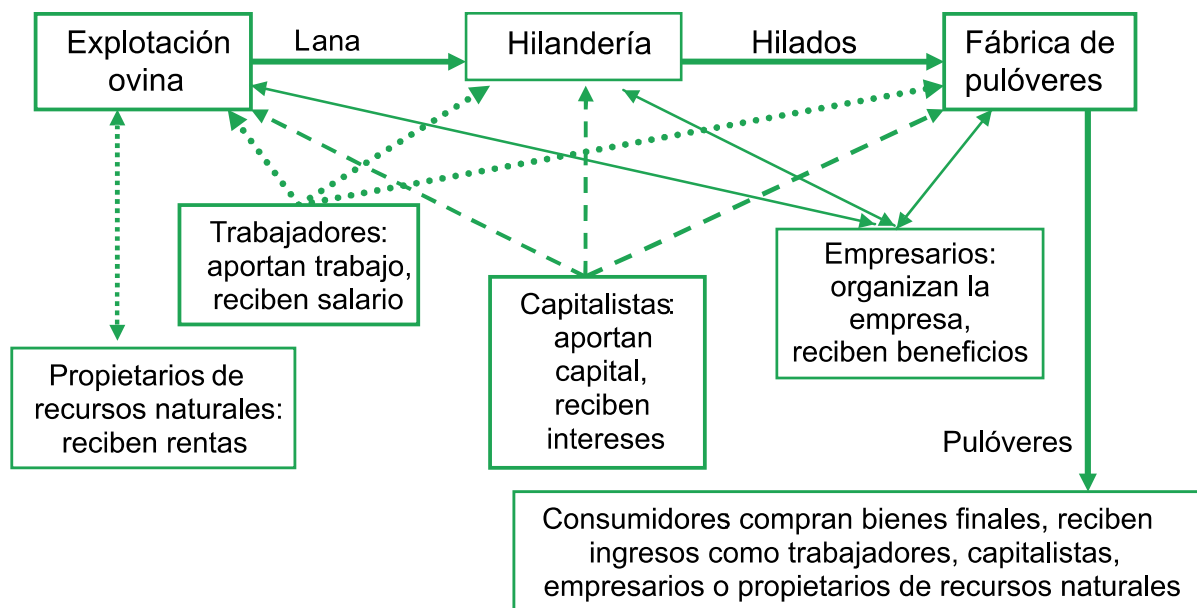 Explotación
ovina
Lana
Hilandería
Hilados
Fábrica de
pulóveres
Trabajadores:
aportan trabajo,
reciben salario
Capitalistas:
aportan
capital,
reciben
intereses
Empresarios:
organizan la
empresa,
reciben beneficios
Propietarios de
recursos naturales:
reciben rentas
Pulóveres
Consumidores compran bienes finales, reciben
ingresos como trabajadores, capitalistas,
empresarios o propietarios de recursos naturales